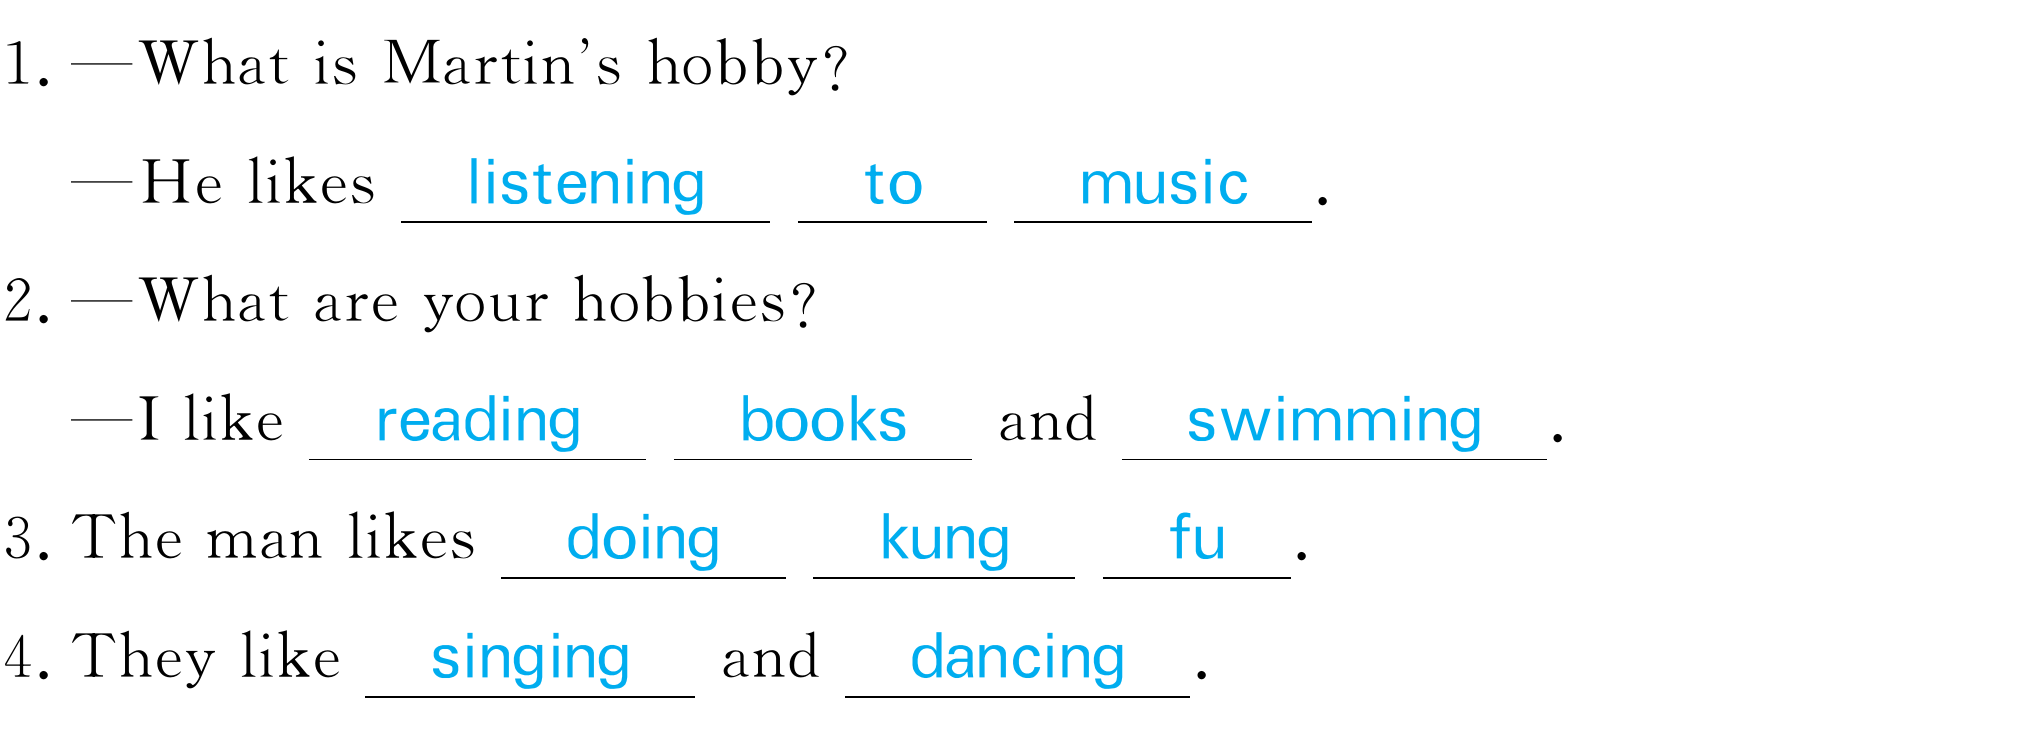 1. —What is Martin's hobby?
—He likes listening to music.
2. —What are your hobbies?
—I like reading books and swimming.
3. The man likes doing kung fu.
4. They like singing and dancing.